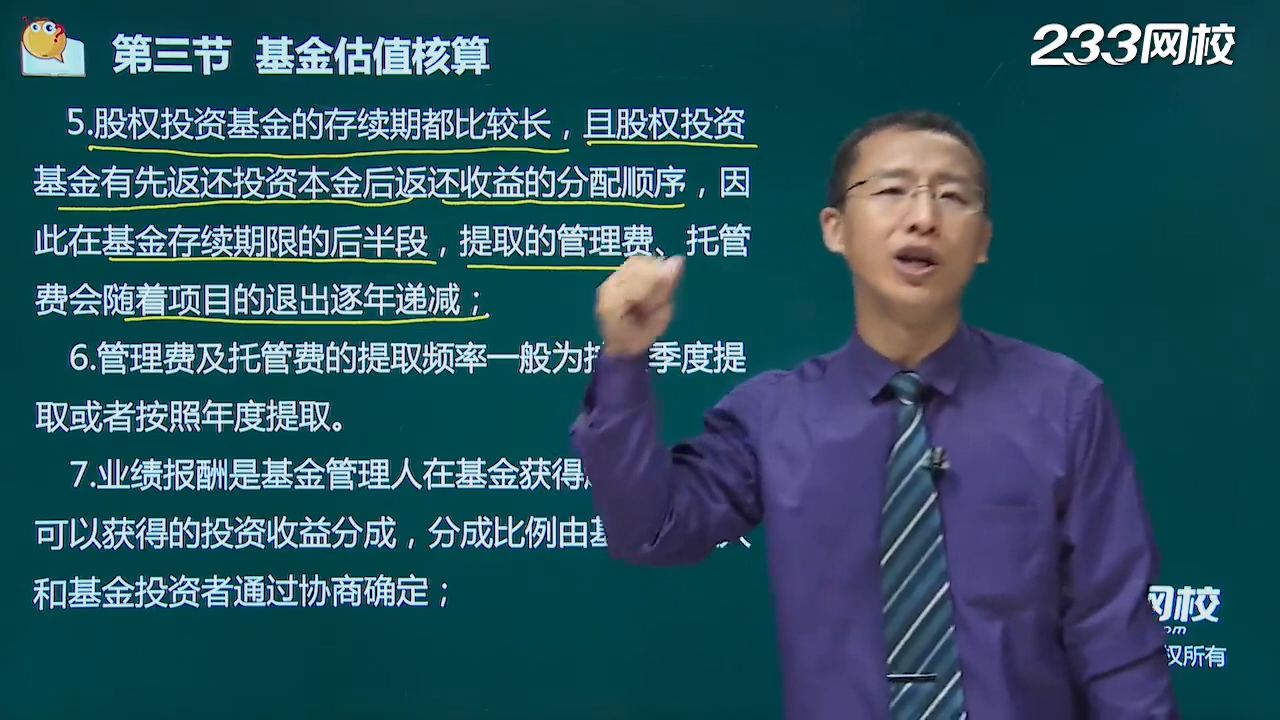 第三节 基金估值核算
233网校
5.股权投资基金的存续期都比较长，且股权投资
基金有先返还投资本金后返还收益的分配顺序，因
此在基金存续期限的后半段，提取的管理费、托管
费会随着项目的退出逐年递减；
6.管理费及托管费的提取频率一般为按 季度提
取或者按照年度提取。
7.业绩报酬是基金管理人在基金获得
可以获得的投资收益分成，分成比例由基
和基金投资者通过协商确定；
网校
om
权所有